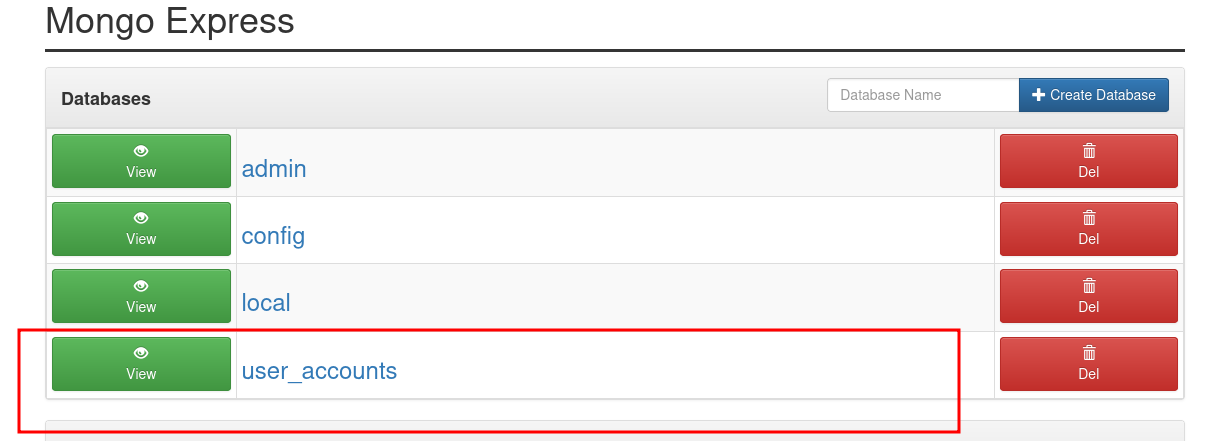 Mongo Express
Databases
Database Name
Create Database
View
admin
Del
View
config
Del
View
local
Del
View
user_accounts
Del